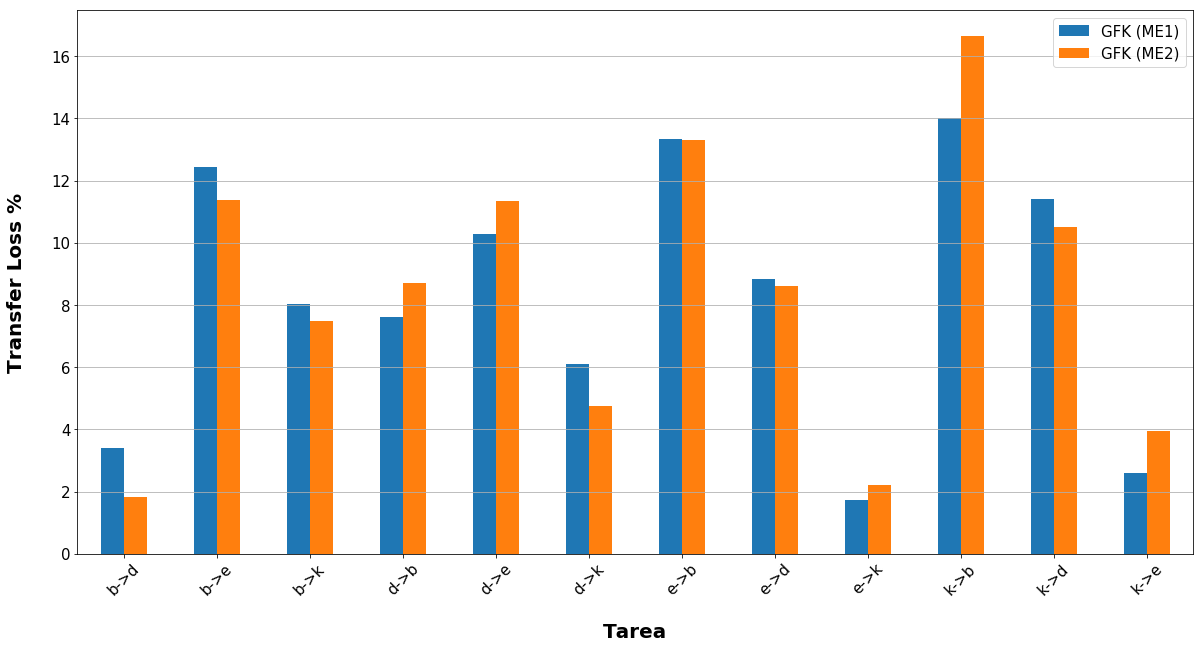 GFK (ME1)
GFK (ME2)
Transfer Loss %
16
14
12
10
8
6
4
2
0
b->d
b->e
b->k
d->b
d->e
d->k
e->b
e->d
e->k
k->b
k->d
k->e
Tarea